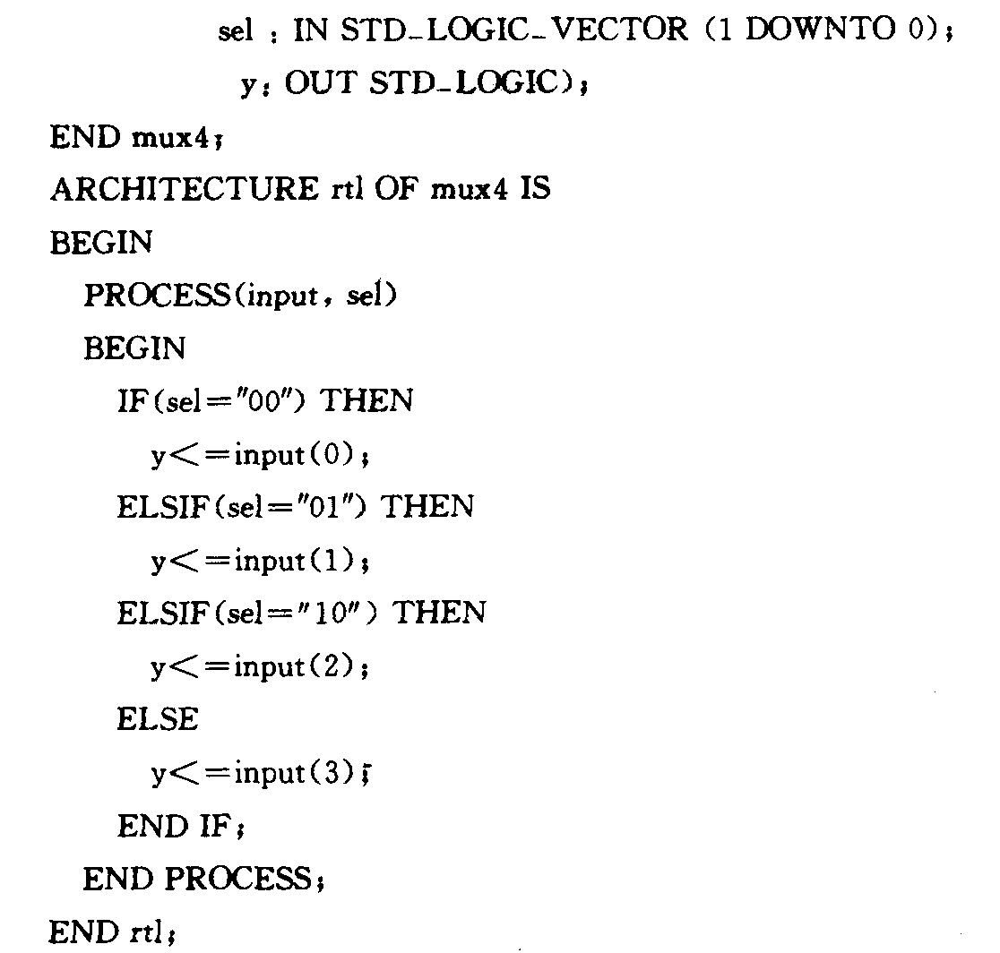 sel : IN STD_LOGIC_VECTOR (1 DOWNTO 0);
y: OUT STD_LOGIC);
END mux4;
ARCHITECTURE rtl OF mux4 IS
BEGIN
PROCESS(input, sel)
BEGIN
IF(sel="00") THEN
y<=input(0);
ELSIF(sel="01") THEN
y<=input(1);
ELSIF(sel="10") THEN
y<=input(2);
ELSE
y<=input(3);
END IF;
END PROCESS;
END rtl;